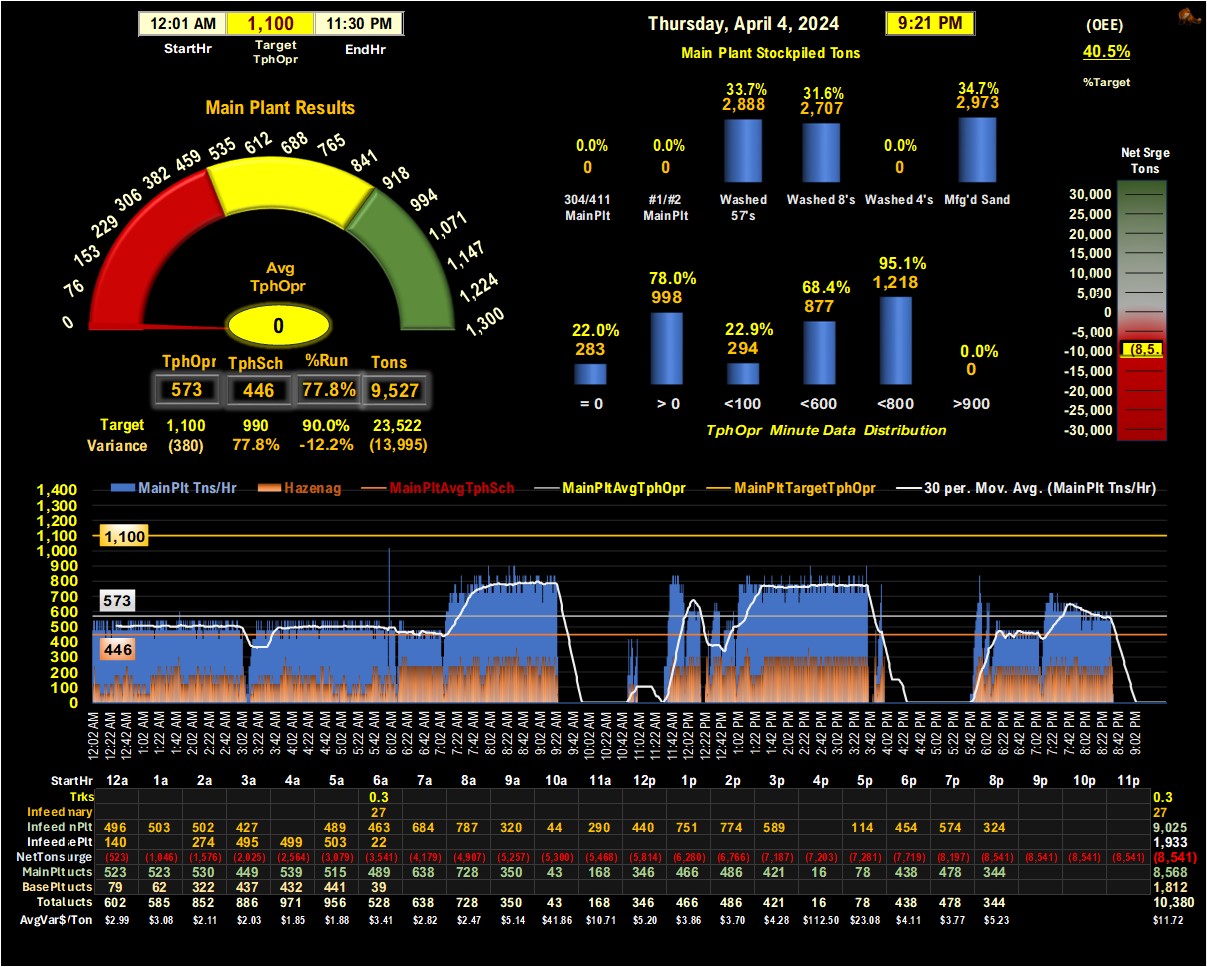 12:01 AM 1,100 11:30 PM
StartHr Target TphOpr EndHr
Thursday, April 4, 2024 9:21 PM
(OEE)
40.5%
%Target
Main Plant Stockpiled Tons
33.7% 31.6% 34.7%
2,888 2,707 2,973
0.0% 0.0% 0.0%
0 0 0
304/411 MainPlt #1/#2 MainPlt Washed 57's Washed 8's Washed 4's Mfg'd Sand
Main Plant Results
0 76 153 229 306 382 459 535 612 688 765 841 918 994 1,071 1,147 1,224 1,300
Avg
TphOpr
0
TphOpr TphSch %Run Tons
573 446 77.8% 9,527
Target 1,100 990 90.0% 23,522
Variance (380) 77.8% -12.2% (13,995)
22.0% 78.0% 22.9% 68.4% 95.1% 0.0%
283 998 294 877 1,218 0
= 0 > 0 <100 <600 <800 >900
TphOpr Minute Data Distribution
Net Srge
Tons
30,000
25,000
20,000
15,000
10,000
5,000
0
-5,000
(8,5..
-10,000
-15,000
-20,000
-25,000
-30,000
MainPlt Tns/Hr Hazenag MainPltAvgTphSch MainPltAvgTphOpr MainPltTargetTphOpr 30 per. Mov. Avg. (MainPlt Tns/Hr)
1,400
1,300
1,200
1,100
1,000
900
800
700
600
500
400
300
200
100
0
1,100
573
446
12:02 AM 12:22 AM 12:42 AM 1:02 AM 1:22 AM 1:42 AM 2:02 AM 2:22 AM 2:42 AM 3:02 AM 3:22 AM 3:42 AM 4:02 AM 4:22 AM 4:42 AM 5:02 AM 5:22 AM 5:42 AM 6:02 AM 6:22 AM 6:42 AM 7:02 AM 7:22 AM 7:42 AM 8:02 AM 8:22 AM 8:42 AM 9:02 AM 9:22 AM 9:42 AM 10:02 AM 10:22 AM 10:42 AM 11:02 AM 11:22 AM 11:42 AM 12:02 PM 12:22 PM 12:42 PM 1:02 PM 1:22 PM 1:42 PM 2:02 PM 2:22 PM 2:42 PM 3:02 PM 3:22 PM 3:42 PM 4:02 PM 4:22 PM 4:42 PM 5:02 PM 5:22 PM 5:42 PM 6:02 PM 6:22 PM 6:42 PM 7:02 PM 7:22 PM 7:42 PM 8:02 PM 8:22 PM 8:42 PM 9:02 PM
StartHr 12a 1a 2a 3a 4a 5a 6a 7a 8a 9a 10a 11a 12p 1p 2p 3p 4p 5p 6p 7p 8p 9p 10p 11p
Trks 0.3 0.3
Infeed mary 27 27
Infeed nPlt 496 503 502 427 489 463 684 787 320 44 290 440 751 774 589 114 454 574 324 9,025
Infeed ePlt 140 274 495 499 503 22 1,933
NetTons urge (523) (1,046) (1,576) (2,025) (2,564) (3,079) (3,541) (4,179) (4,907) (5,257) (5,300) (5,468) (5,814) (6,280) (6,766) (7,187) (7,203) (7,281) (7,719) (8,197) (8,541) (8,541) (8,541) (8,541) (8,541)
MainPlt ucts 523 523 530 449 539 515 489 638 728 350 43 168 346 466 486 421 16 78 438 478 344 8,568
BasePlt ucts 79 62 322 437 432 441 39 1,812
Total ucts 602 585 852 886 971 956 528 638 728 350 43 168 346 466 486 421 16 78 438 478 344 10,380
AvgVar$/Ton $2.99 $3.08 $2.11 $2.03 $1.85 $1.88 $3.41 $2.82 $2.47 $5.14 $41.86 $10.71 $5.20 $3.86 $3.70 $4.28 $112.50 $23.08 $4.11 $3.77 $5.23 $11.72